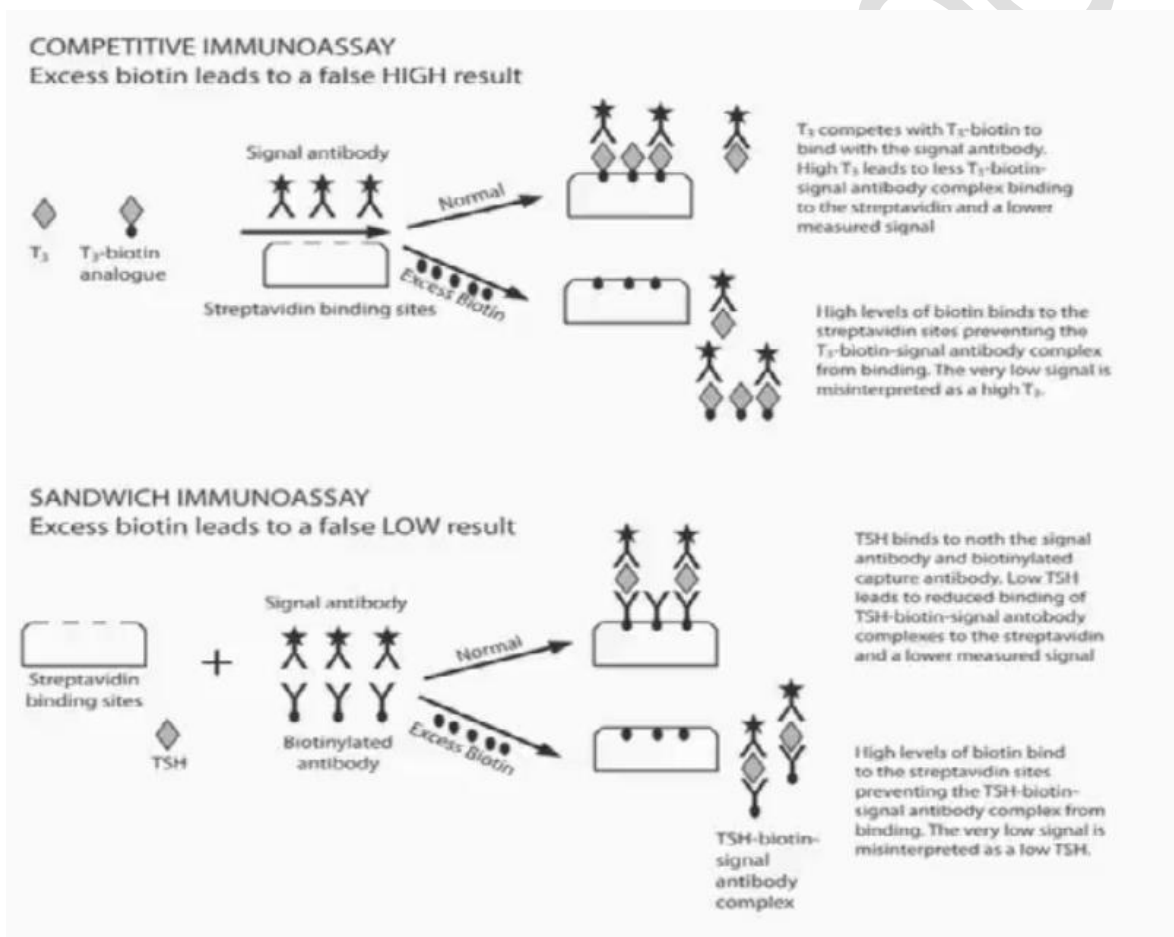 COMPETITIVE IMMUNOASSAY
Excess biotin leads to a false HIGH result
Signal antibody
T₃
T₃-biotin
analogue
Streptavidin binding sites
Normal
Excess Biotin
T₃ competes with T₃-biotin to
bind with the signal antibody.
High T₃ leads to less T₃-biotin-
signal antibody complex binding
to the streptavidin and a lower
measured signal
High levels of biotin binds to the
streptavidin sites preventing the
T₃-biotin-signal antibody complex
from binding. The very low signal is
misinterpreted as a high T₃.
SANDWICH IMMUNOASSAY
Excess biotin leads to a false LOW result
Signal antibody
Streptavidin
binding sites
+
TSH
Biotinylated
antibody
Normal
Excess Biotin
TSH binds to noth the signal
antibody and biotinylated
capture antibody. Low TSH
leads to reduced binding of
TSH-biotin-signal antobody
complexes to the streptavidin
and a lower measured signal
TSH-biotin-
signal
antibody
complex
High levels of biotin bind
to the streptavidin sites
preventing the TSH-biotin-
signal antibody complex from
binding. The very low signal is
misinterpreted as a low TSH.